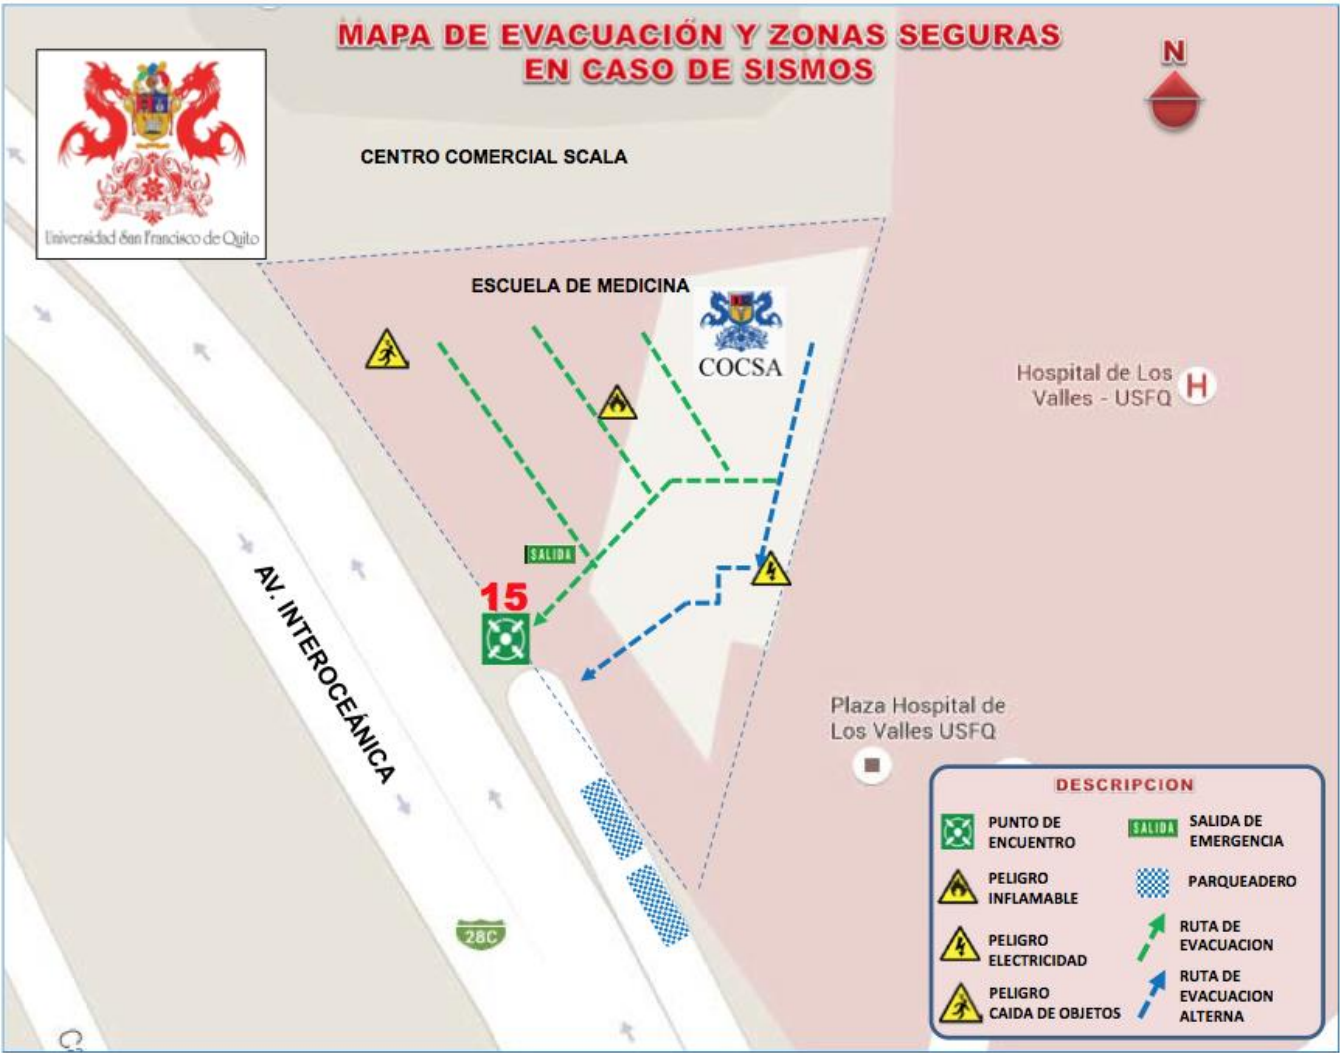 MAPA DE EVACUACIÓN Y ZONAS SEGURAS
EN CASO DE SISMOS
N
Universidad San Francisco de Quito
CENTRO COMERCIAL SCALA
ESCUELA DE MEDICINA
COCSA
Hospital de Los
Valles - USFQ
H
SALIDA
15
AV. INTEROCEÁNICA
Plaza Hospital de
Los Valles USFQ
28C
DESCRIPCION
PUNTO DE
ENCUENTRO
SALIDA
SALIDA DE
EMERGENCIA
PELIGRO
INFLAMABLE
PARQUEADERO
PELIGRO
ELECTRICIDAD
RUTA DE
EVACUACION
PELIGRO
CAIDA DE OBJETOS
RUTA DE
EVACUACION
ALTERNA